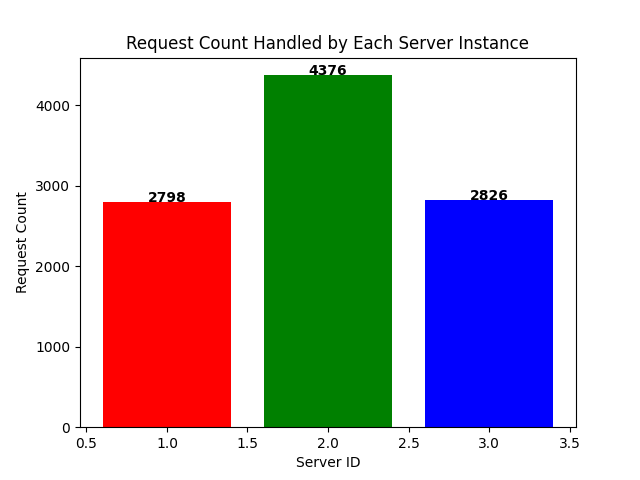 Request Count Handled by Each Server Instance
4376
2798
2826
4000
3000
2000
1000
0
Request Count
0.5 1.0 1.5 2.0 2.5 3.0 3.5
Server ID